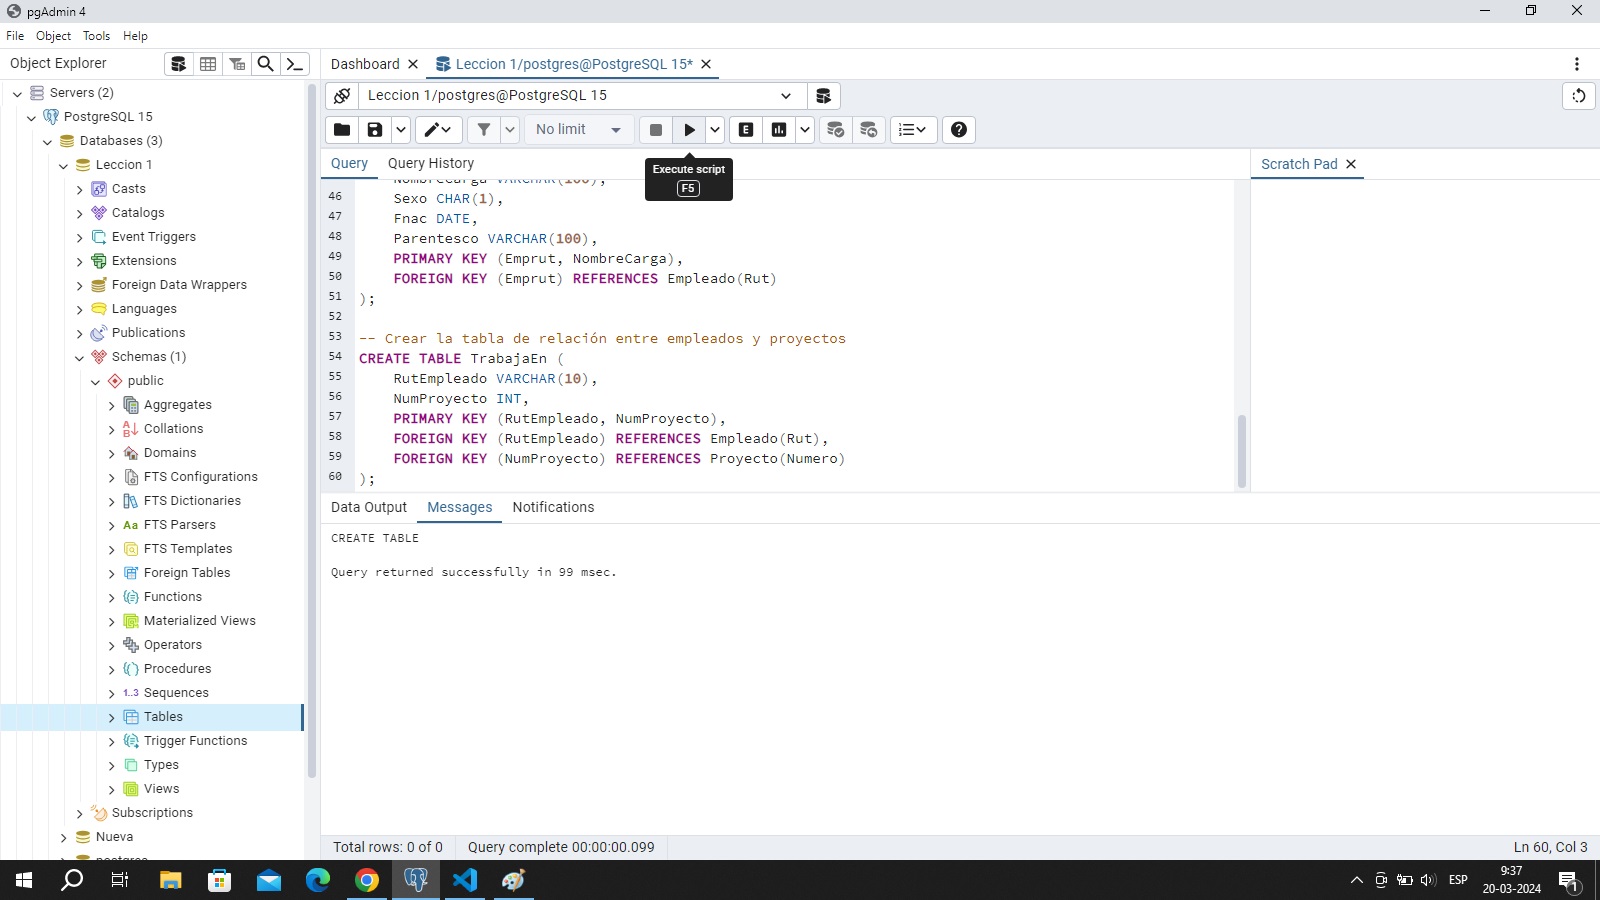 pgAdmin 4
File Object Tools Help
Object Explorer
Dashboard Leccion 1/postgres@PostgreSQL 15*
Servers (2)
PostgreSQL 15
Databases (3)
Leccion 1
Casts
Catalogs
Event Triggers
Extensions
Foreign Data Wrappers
Languages
Publications
Schemas (1)
public
Aggregates
Collations
Domains
FTS Configurations
FTS Dictionaries
Aa FTS Parsers
FTS Templates
Foreign Tables
Functions
Materialized Views
Operators
Procedures
1..3 Sequences
Tables
Trigger Functions
Types
Views
Subscriptions
Nueva
postgres
Leccion 1/postgres@PostgreSQL 15
No limit
E
Query Query History
Execute script
F5
Scratch Pad
NombreCarga VARCHAR(100),
46 Sexo CHAR(1),
47 Fnac DATE,
48 Parentesco VARCHAR(100),
49 PRIMARY KEY (Emprut, NombreCarga),
50 FOREIGN KEY (Emprut) REFERENCES Empleado(Rut)
51 );
52
53 -- Crear la tabla de relación entre empleados y proyectos
54 CREATE TABLE TrabajaEn (
55 RutEmpleado VARCHAR(10),
56 NumProyecto INT,
57 PRIMARY KEY (RutEmpleado, NumProyecto),
58 FOREIGN KEY (RutEmpleado) REFERENCES Empleado(Rut),
59 FOREIGN KEY (NumProyecto) REFERENCES Proyecto(Numero)
60 );
Data Output Messages Notifications
CREATE TABLE
Query returned successfully in 99 msec.
Total rows: 0 of 0 Query complete 00:00:00.099 Ln 60, Col 3
ESP
9:37
20-03-2024
1